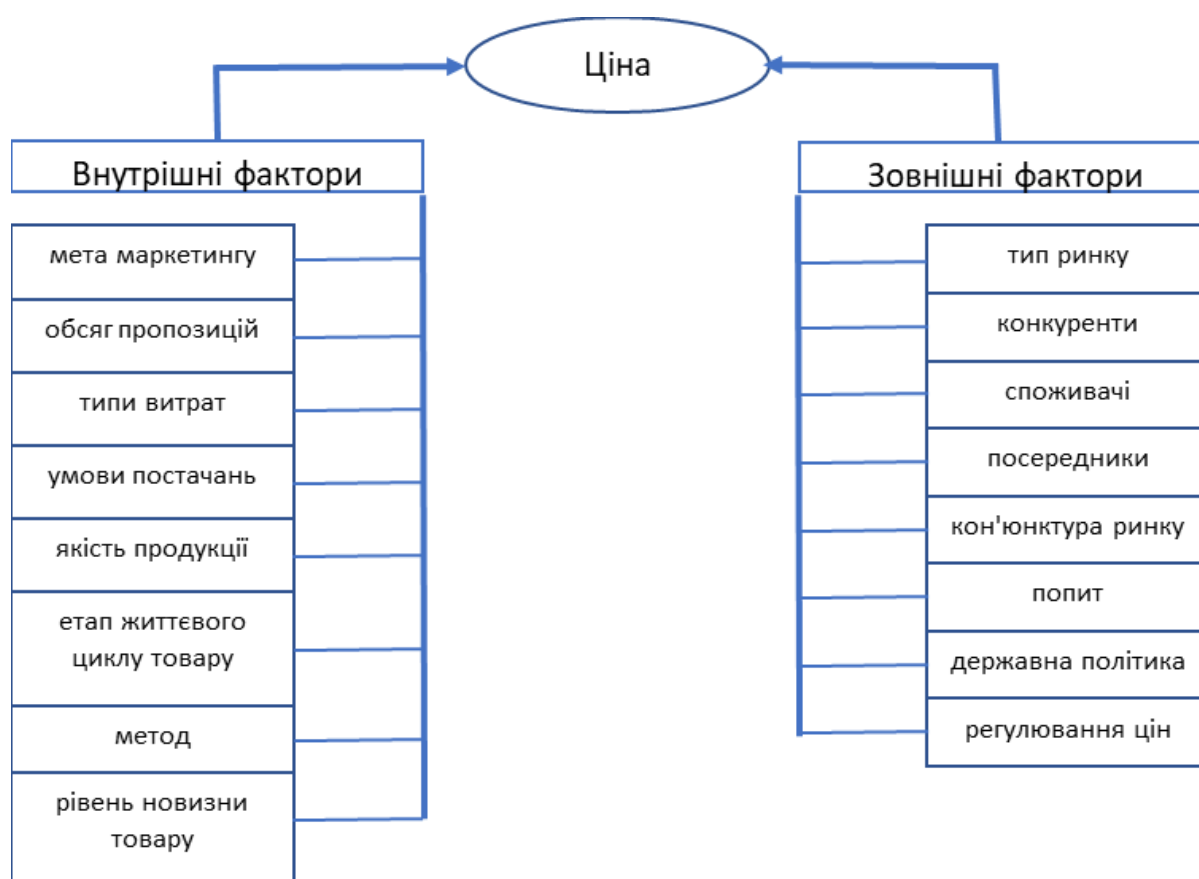 Ціна
Внутрішні фактори
мета маркетингу
обсяг пропозицій
типи витрат
умови постачань
якість продукції
етап життєвого
циклу товару
метод
рівень новизни
товару
Зовнішні фактори
тип ринку
конкуренти
споживачі
посередники
кон'юнктура ринку
попит
державна політика
регулювання цін